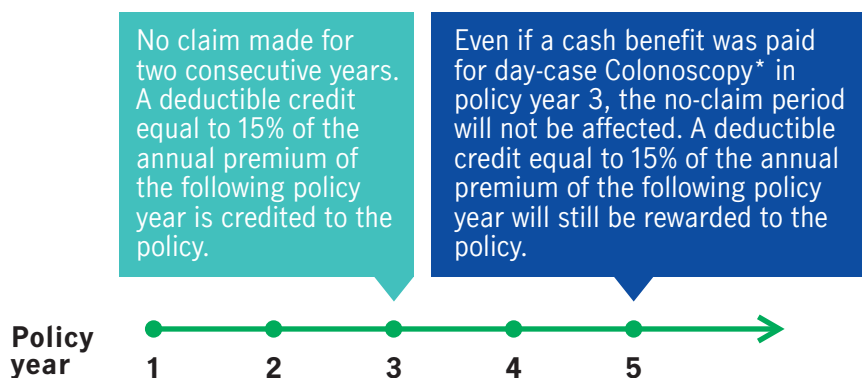 No claim made for
two consecutive years.
A deductible credit
equal to 15% of the
annual premium of
the following policy
year is credited to the
policy.
Even if a cash benefit was paid
for day-case Colonoscopy* in
policy year 3, the no-claim period
will not be affected. A deductible
credit equal to 15% of the annual
premium of the following policy
year will still be rewarded to the
policy.
Policy
year
1 2 3 4 5